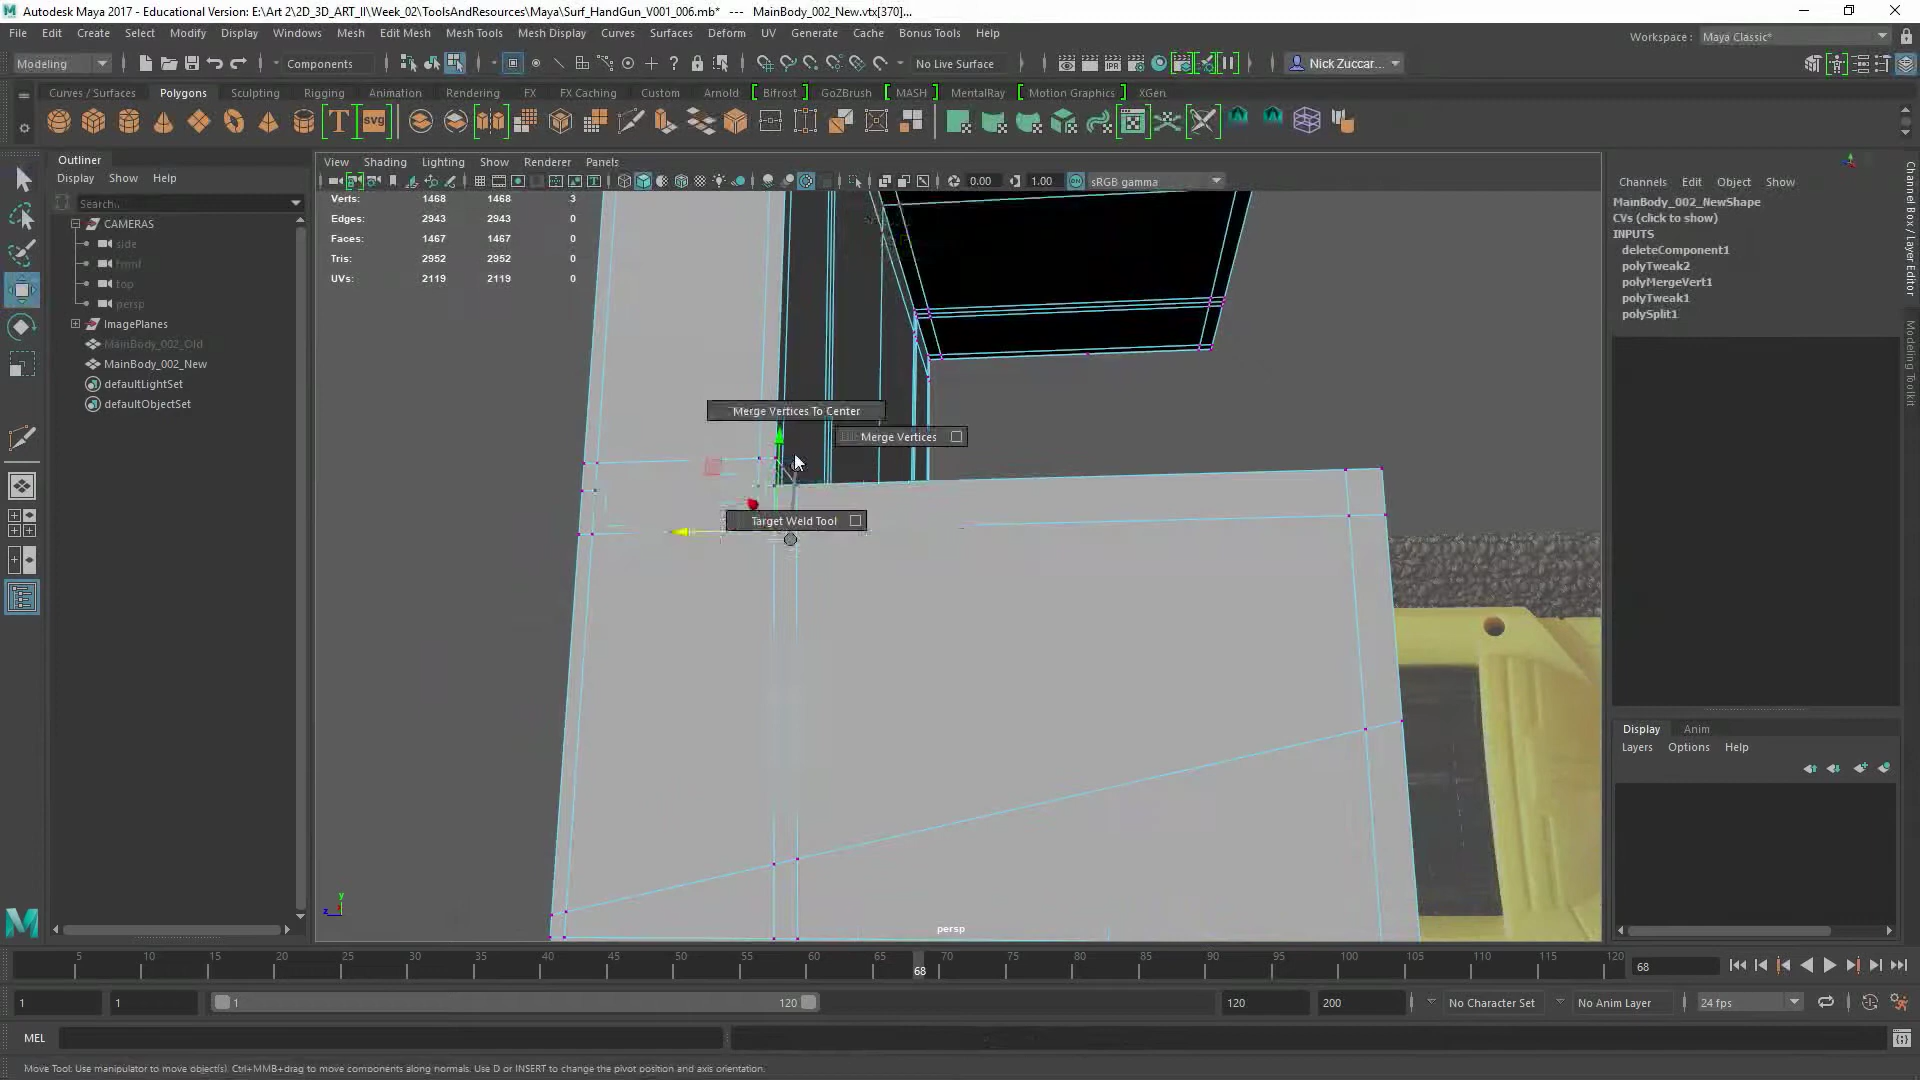 Autodesk Maya 2017 - Educational Version: E:\Art 2\2D_3D_ART_II\Week_02\ToolsAndResources\Maya\Surf_HandGun_V001_006.mb* --- MainBody_002_New.vtx[370]...
File Edit Create Select Modify Display Windows Mesh Edit Mesh Mesh Tools Mesh Display Curves Surfaces Deform UV Generate Cache Bonus Tools Help
Workspace: Maya Classic*
Modeling Components No Live Surface Nick Zuccar...
Curves / Surfaces Polygons Sculpting Rigging Animation Rendering FX FX Caching Custom Arnold Bifrost GoZBrush MASH MentalRay Motion Graphics XGen
T svg
Outliner
Display Show Help
Search...
CAMERAS
side
front
top
persp
ImagePlanes
MainBody_002_Old
MainBody_002_New
defaultLightSet
defaultObjectSet
View Shading Lighting Show Renderer Panels
0.00 1.00 sRGB gamma
Verts: 1468 1468 3
Edges: 2943 2943 0
Faces: 1467 1467 0
Tris: 2952 2952 0
UVs: 2119 2119 0
Merge Vertices To Center
Merge Vertices
Target Weld Tool
persp
y
z
Channels Edit Object Show
MainBody_002_NewShape
CVs (click to show)
INPUTS
deleteComponent1
polyTweak2
polyMergeVert1
polyTweak1
polySplit1
Channel Box / Layer Editor
Modeling Toolkit
Display Anim
Layers Options Help
5 10 15 20 25 30 35 40 45 50 55 60 65 68 70 75 80 85 90 95 100 105 110 115 120
68
1 1 1 120 120 200 No Character Set No Anim Layer 24 fps
MEL
Move Tool: Use manipulator to move object(s). Ctrl+MMB+drag to move components along normals. Use D or INSERT to change the pivot position and axis orientation.